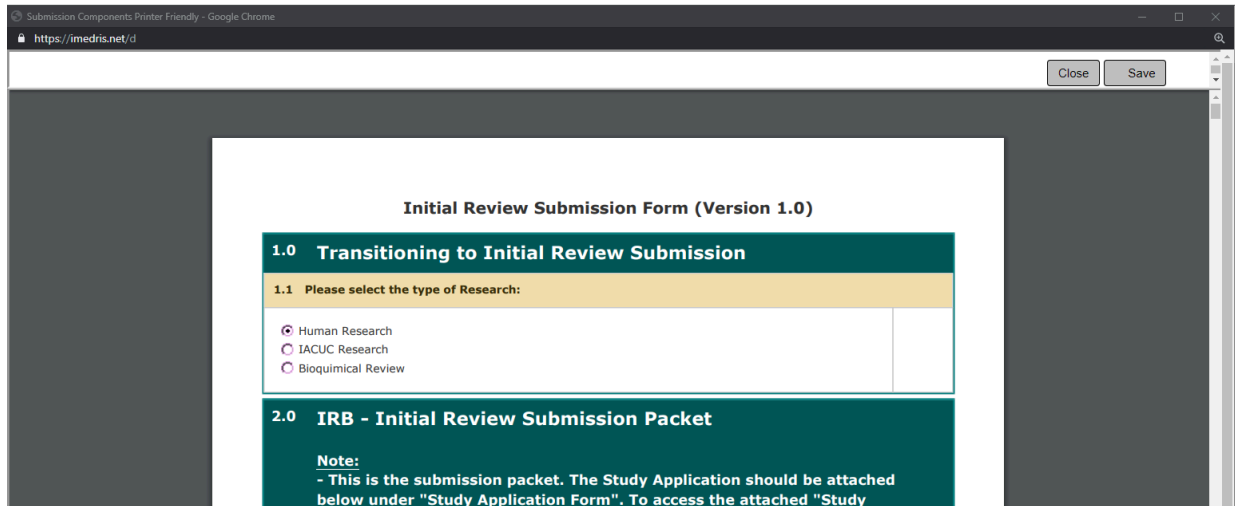 Submission Components Printer Friendly - Google Chrome
https://imedris.net/d
Close Save
Initial Review Submission Form (Version 1.0)
1.0 Transitioning to Initial Review Submission
1.1 Please select the type of Research:
Human Research
IACUC Research
Bioquimical Review
2.0 IRB - Initial Review Submission Packet
Note:
- This is the submission packet. The Study Application should be attached
below under "Study Application Form". To access the attached "Study